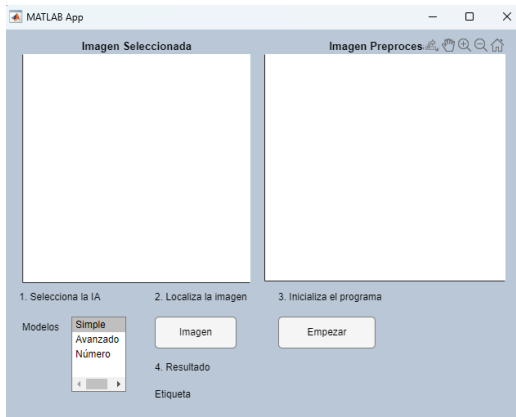 MATLAB App
Imagen Seleccionada
Imagen Preproces
1. Selecciona la IA
2. Localiza la imagen
3. Inicializa el programa
Modelos
Simple
Avanzado
Número
Imagen
Empezar
4. Resultado
Etiqueta